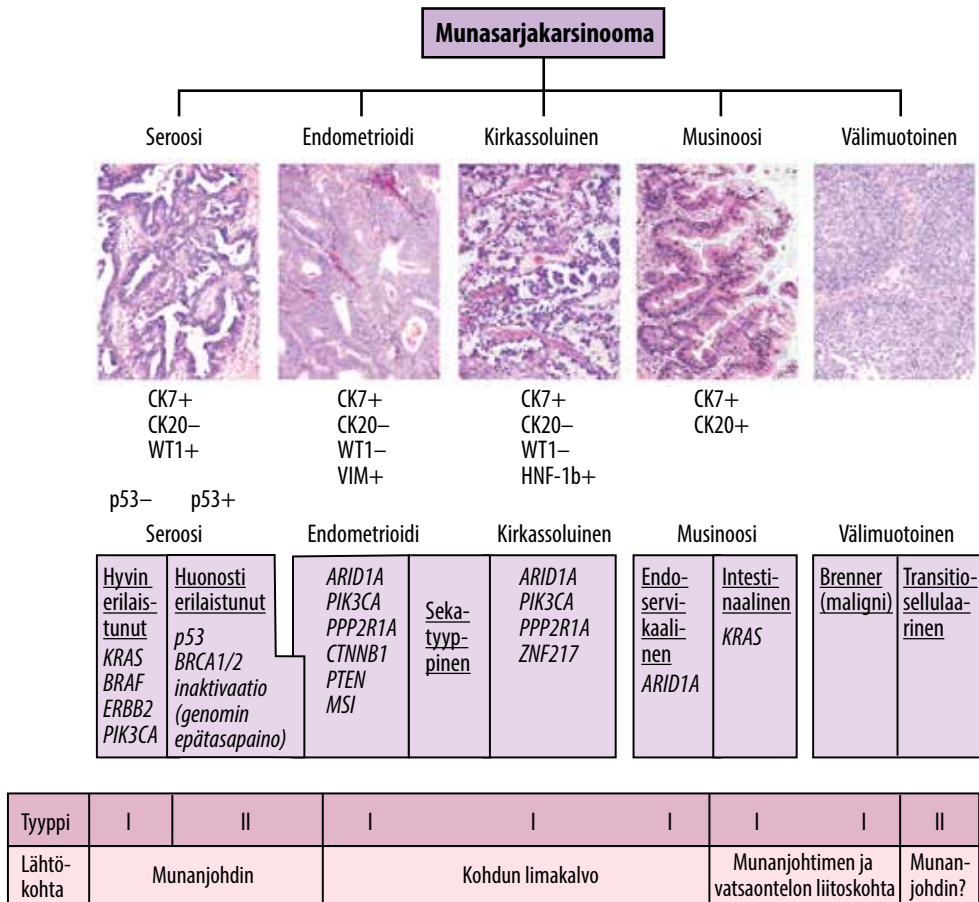 Munasarjakarsinooma
Seroosi
Endometrioidi
Kirkassoluinen
Musinoosi
Välimuotoinen
CK7+
CK20–
WT1+
CK7+
CK20–
WT1–
VIM+
CK7+
CK20–
WT1–
HNF-1b+
CK7+
CK20+
p53–
p53+
Seroosi
Endometrioidi
Kirkassoluinen
Musinoosi
Välimuotoinen
Hyvin
erilais-
tunut
KRAS
BRAF
ERBB2
PIK3CA
Huonosti
erilaistunut
p53
BRCA1/2
inaktivaatio
(genomin
epätasapaino)
ARID1A
PIK3CA
PPP2R1A
CTNNB1
PTEN
MSI
Seka-
tyyp-
pinen
ARID1A
PIK3CA
PPP2R1A
ZNF217
Endo-
servi-
kaali-
nen
ARID1A
Intesti-
naalinen
KRAS
Brenner
(maligni)
Transitio-
sellulaa-
rinen
Tyyppi I II I I I I I II
Lähtö-
kohta
Munanjohdin
Kohdun limakalvo
Munanjohtimen ja
vatsaontelon liitoskohta
Munan-
johdin?